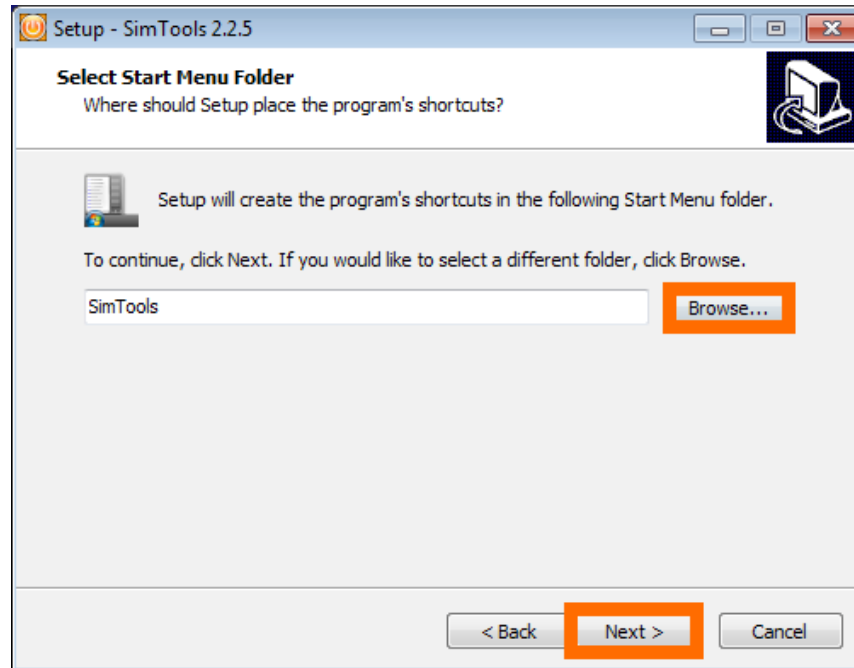 Setup - SimTools 2.2.5
Select Start Menu Folder
Where should Setup place the program's shortcuts?
Setup will create the program's shortcuts in the following Start Menu folder.
To continue, click Next. If you would like to select a different folder, click Browse.
SimTools
Browse...
< Back
Next >
Cancel